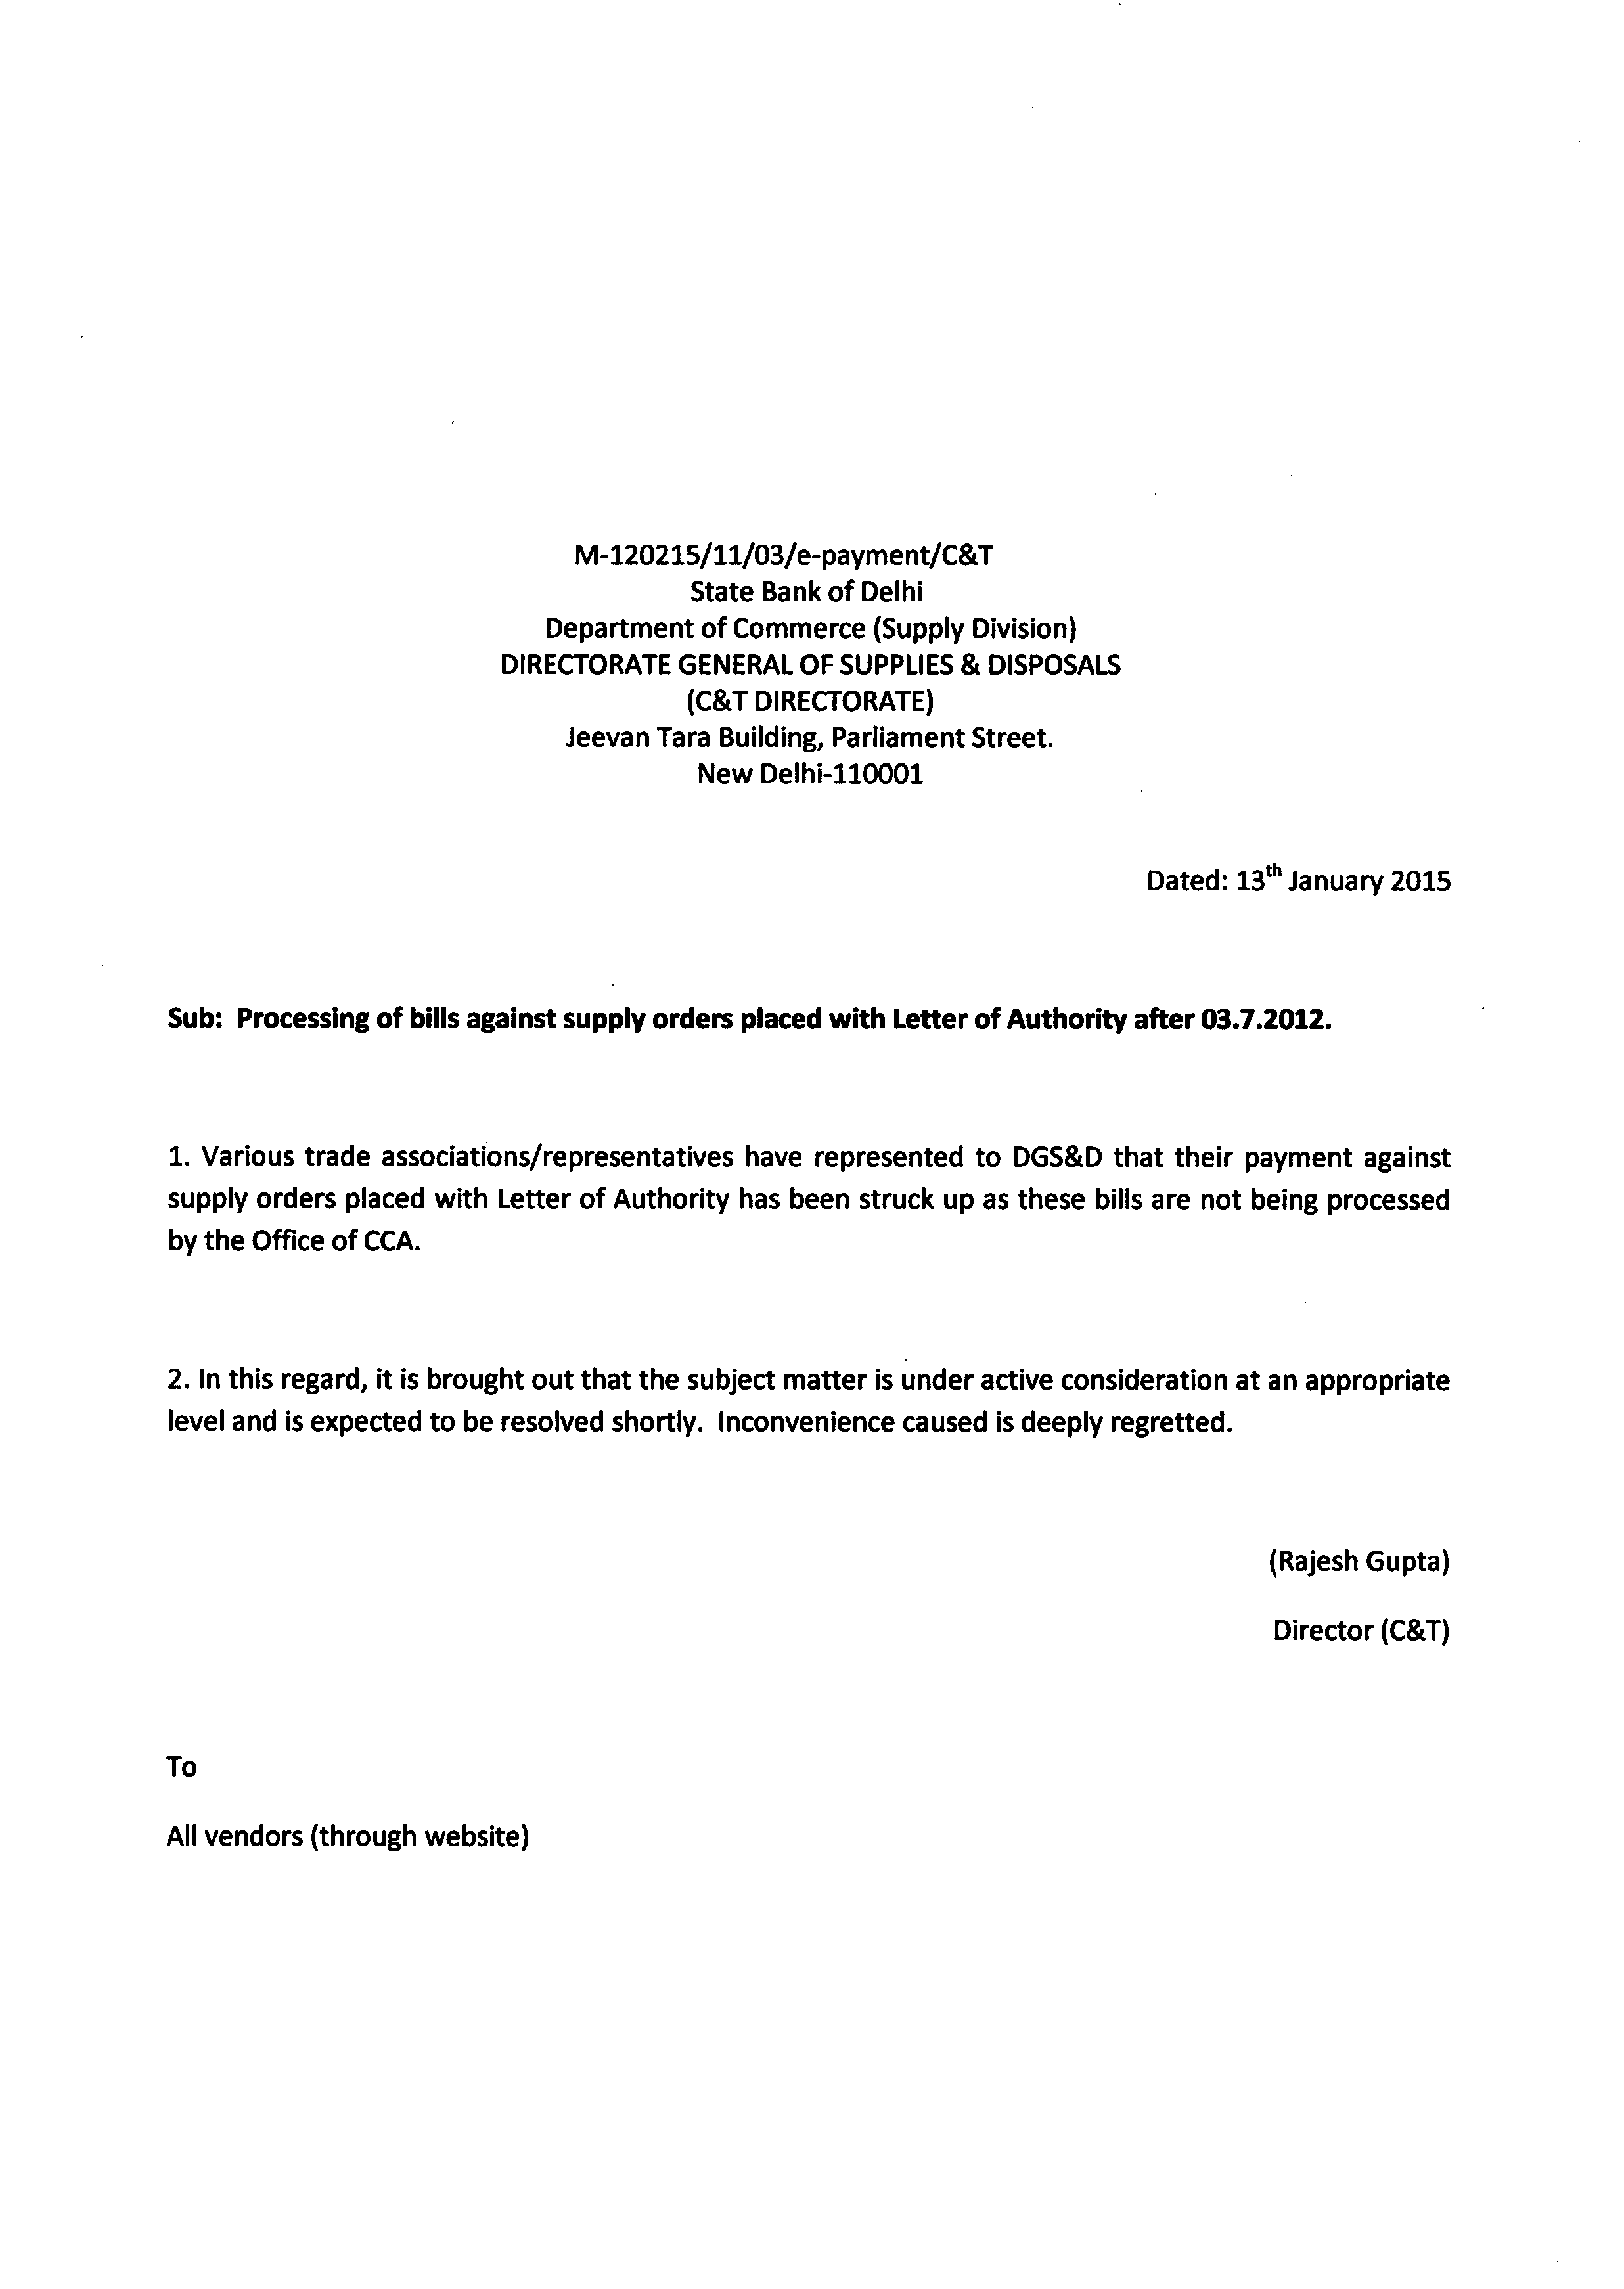 M-120215/11/03/e-payment/C&T
State Bank of Delhi
Department of Commerce (Supply Division)
DIRECTORATE GENERAL OF SUPPLIES & DISPOSALS
(C&T DIRECTORATE)
Jeevan Tara Building, Parliament Street.
New Delhi-110001
Dated: 13th January 2015
Sub: Processing of bills against supply orders placed with Letter of Authority after 03.7.2012.
1. Various trade associations/representatives have represented to DGS&D that their payment against
supply orders placed with Letter of Authority has been struck up as these bills are not being processed
by the Office of CCA.
2. In this regard, it is brought out that the subject matter is under active consideration at an appropriate
level and is expected to be resolved shortly. Inconvenience caused is deeply regretted.
(Rajesh Gupta)
Director (C&T)
To
All vendors (through website)